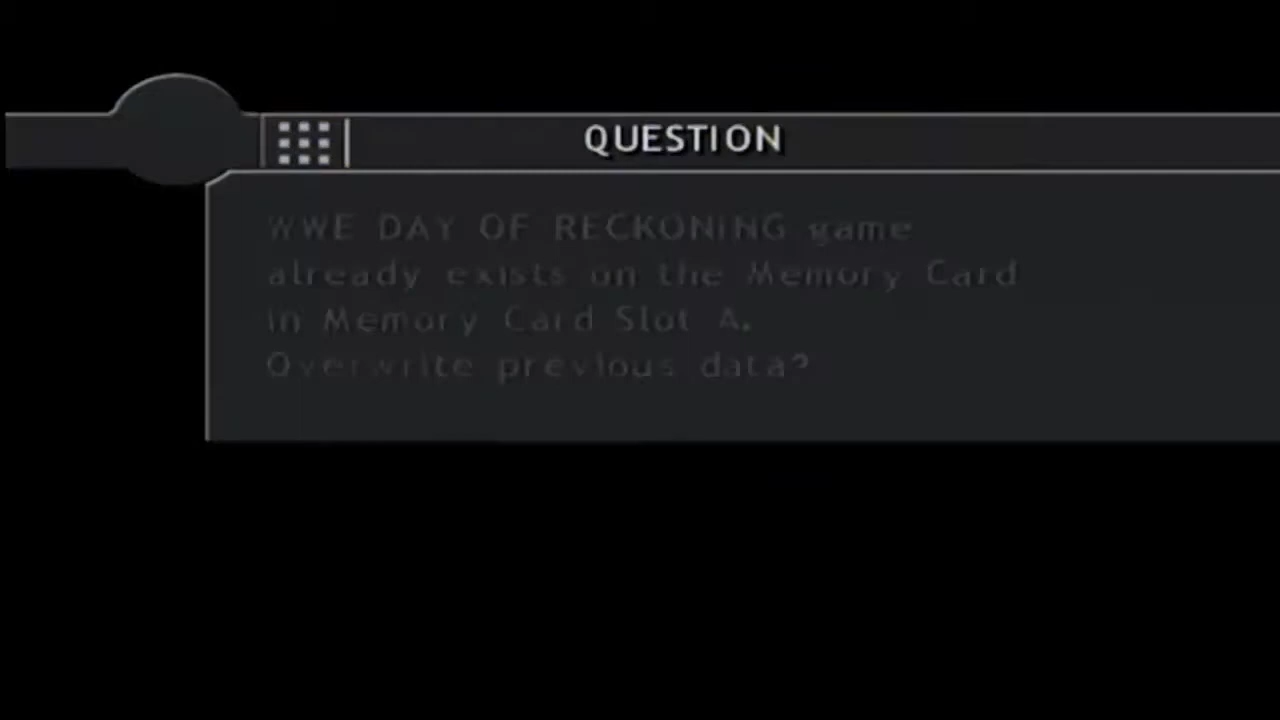 QUESTION
WWE DAY OF RECKONING game
already exists on the Memory Card
in Memory Card Slot A.
Overwrite previous data?